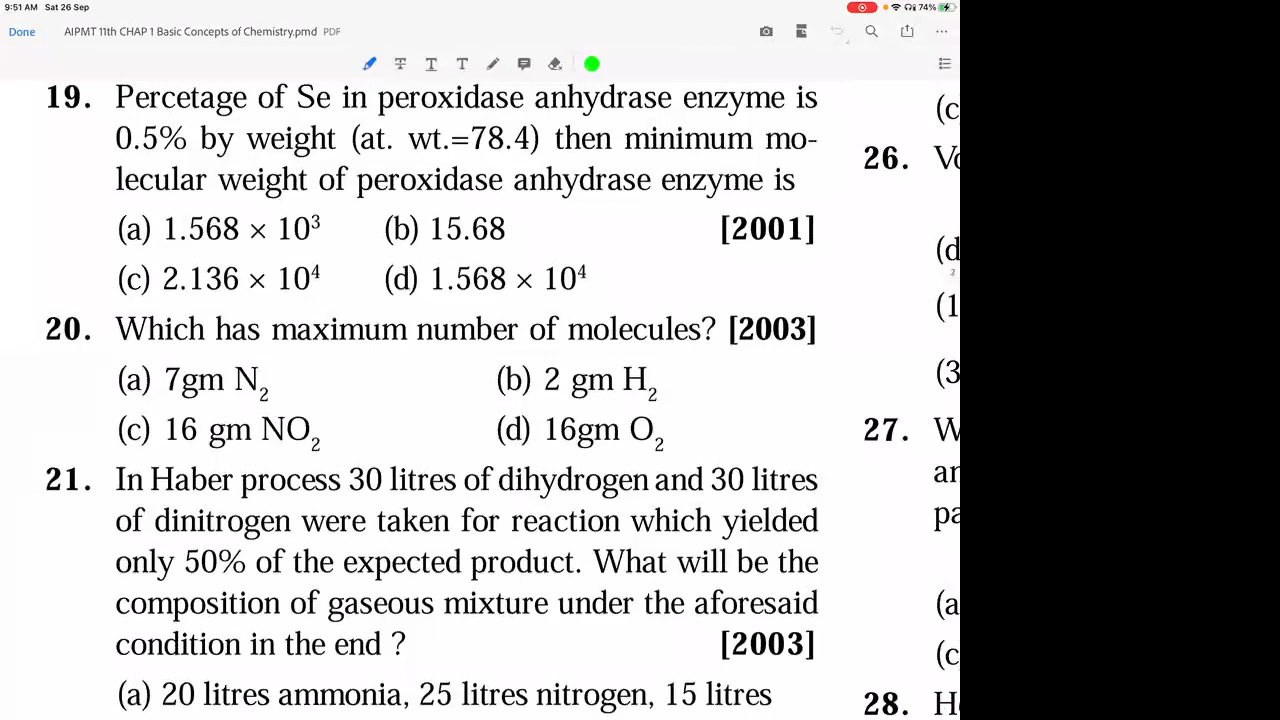 9:51 AM Sat 26 Sep
74%
Done
AIPMT 11th CHAP 1 Basic Concepts of Chemistry.pmd PDF
19. Percetage of Se in peroxidase anhydrase enzyme is
0.5% by weight (at. wt.=78.4) then minimum mo-
lecular weight of peroxidase anhydrase enzyme is
(a) 1.568 × 10³ (b) 15.68 [2001]
(c) 2.136 × 10⁴ (d) 1.568 × 10⁴
20. Which has maximum number of molecules? [2003]
(a) 7gm N₂ (b) 2 gm H₂
(c) 16 gm NO₂ (d) 16gm O₂
21. In Haber process 30 litres of dihydrogen and 30 litres
of dinitrogen were taken for reaction which yielded
only 50% of the expected product. What will be the
composition of gaseous mixture under the aforesaid
condition in the end ? [2003]
(a) 20 litres ammonia, 25 litres nitrogen, 15 litres
(c
26.
(d
2
(1
(3
27. W
an
pa
(a
(c
28.